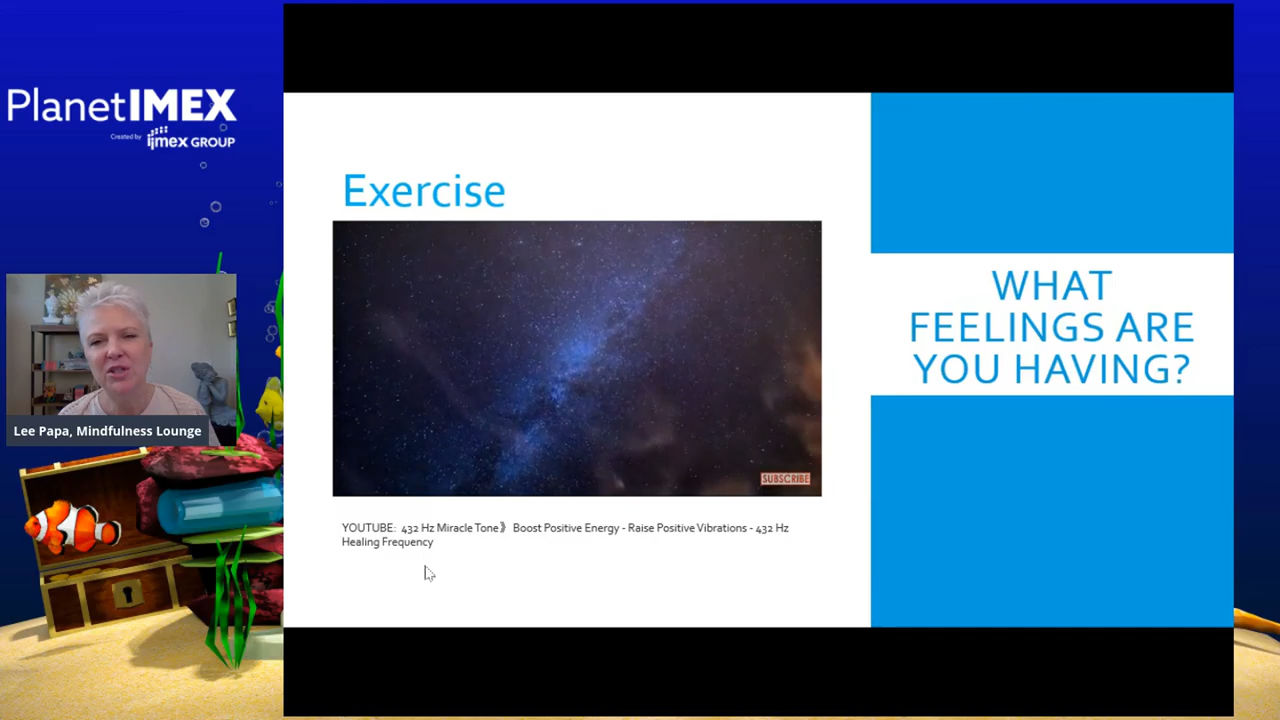 PlanetIMEX
Created by
imex GROUP
Exercise
SUBSCRIBE
YOUTUBE: 432 Hz Miracle Tone》 Boost Positive Energy - Raise Positive Vibrations - 432 Hz
Healing Frequency
WHAT
FEELINGS ARE
YOU HAVING?
Lee Papa, Mindfulness Lounge